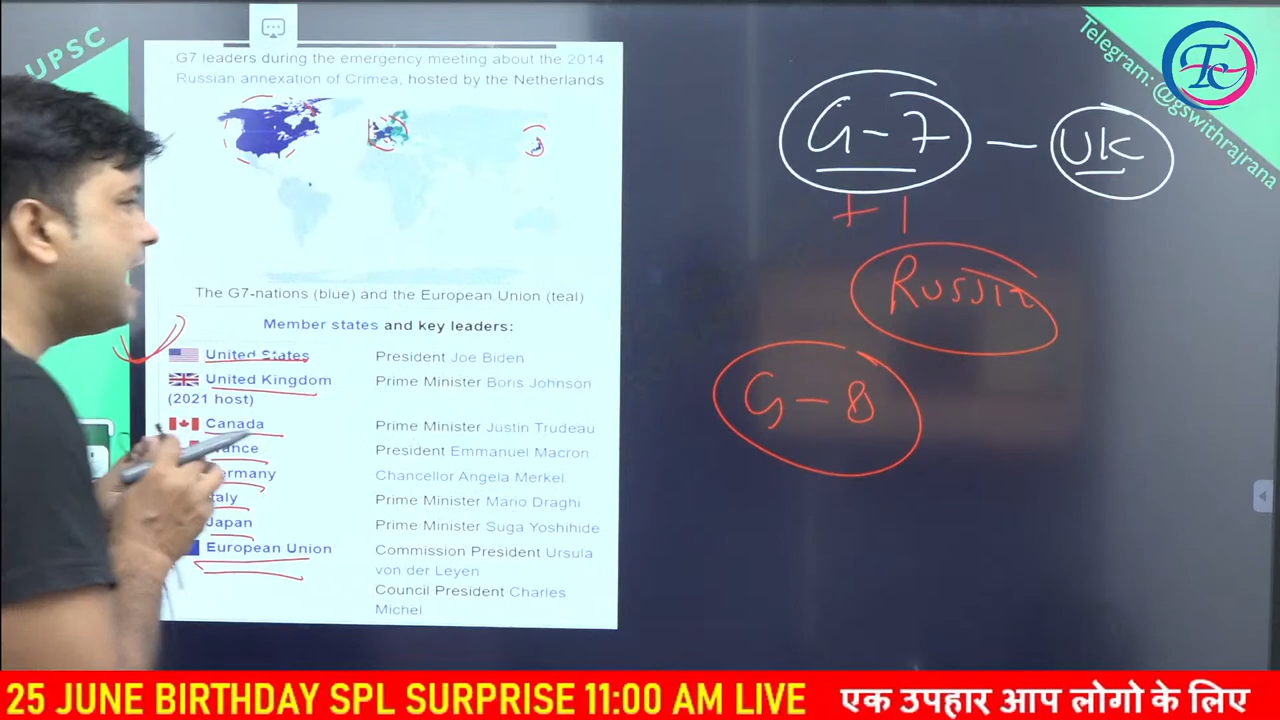 UPSC
G7 leaders during the emergency meeting about the 2014
Russian annexation of Crimea, hosted by the Netherlands
The G7-nations (blue) and the European Union (teal)
Member states and key leaders:
United States President Joe Biden
United Kingdom Prime Minister Boris Johnson
(2021 host)
Canada Prime Minister Justin Trudeau
ance President Emmanuel Macron
ermany Chancellor Angela Merkel
taly Prime Minister Mario Draghi
Japan Prime Minister Suga Yoshihide
European Union Commission President Ursula
von der Leyen
Council President Charles
Michel
G-7 — UK
+1
Russia
G-8
Telegram: @gswithrajrana
Te
25 JUNE BIRTHDAY SPL SURPRISE 11:00 AM LIVE एक उपहार आप लोगो के लिए